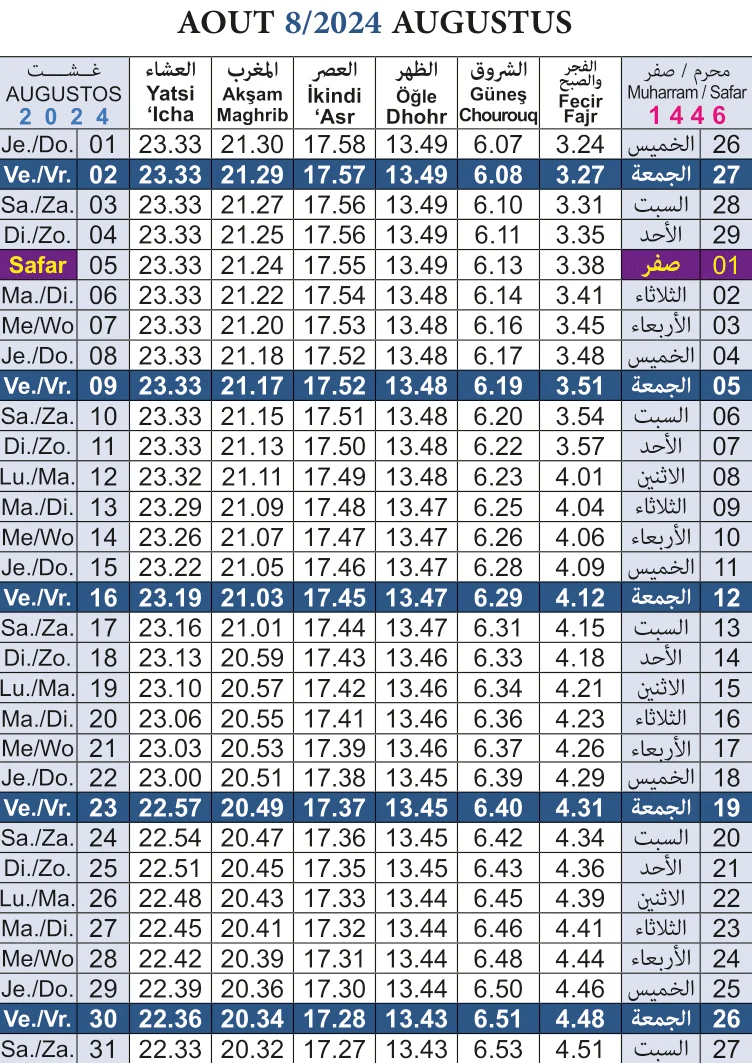 AOUT 8/2024 AUGUSTUS
غـشـــت العشاء المغرب العصر الظهر الشروق الفجر والصبح محرم / صفر
AUGUSTOS Yatsi Akşam İkindi Öğle Güneş Fecir Muharram / Safar
2 0 2 4 ‘Icha Maghrib ‘Asr Dhohr Chourouq Fajr 1 4 4 6
Je./Do. 01 23.33 21.30 17.58 13.49 6.07 3.24 الخميس 26
Ve./Vr. 02 23.33 21.29 17.57 13.49 6.08 3.27 الجمعة 27
Sa./Za. 03 23.33 21.27 17.56 13.49 6.10 3.31 السبت 28
Di./Zo. 04 23.33 21.25 17.56 13.49 6.11 3.35 الأحد 29
Safar 05 23.33 21.24 17.55 13.49 6.13 3.38 صفر 01
Ma./Di. 06 23.33 21.22 17.54 13.48 6.14 3.41 الثلاثاء 02
Me/Wo 07 23.33 21.20 17.53 13.48 6.16 3.45 الأربعاء 03
Je./Do. 08 23.33 21.18 17.52 13.48 6.17 3.48 الخميس 04
Ve./Vr. 09 23.33 21.17 17.52 13.48 6.19 3.51 الجمعة 05
Sa./Za. 10 23.33 21.15 17.51 13.48 6.20 3.54 السبت 06
Di./Zo. 11 23.33 21.13 17.50 13.48 6.22 3.57 الأحد 07
Lu./Ma. 12 23.32 21.11 17.49 13.48 6.23 4.01 الاثنين 08
Ma./Di. 13 23.29 21.09 17.48 13.47 6.25 4.04 الثلاثاء 09
Me/Wo 14 23.26 21.07 17.47 13.47 6.26 4.06 الأربعاء 10
Je./Do. 15 23.22 21.05 17.46 13.47 6.28 4.09 الخميس 11
Ve./Vr. 16 23.19 21.03 17.45 13.47 6.29 4.12 الجمعة 12
Sa./Za. 17 23.16 21.01 17.44 13.47 6.31 4.15 السبت 13
Di./Zo. 18 23.13 20.59 17.43 13.46 6.33 4.18 الأحد 14
Lu./Ma. 19 23.10 20.57 17.42 13.46 6.34 4.21 الاثنين 15
Ma./Di. 20 23.06 20.55 17.41 13.46 6.36 4.23 الثلاثاء 16
Me/Wo 21 23.03 20.53 17.39 13.46 6.37 4.26 الأربعاء 17
Je./Do. 22 23.00 20.51 17.38 13.45 6.39 4.29 الخميس 18
Ve./Vr. 23 22.57 20.49 17.37 13.45 6.40 4.31 الجمعة 19
Sa./Za. 24 22.54 20.47 17.36 13.45 6.42 4.34 السبت 20
Di./Zo. 25 22.51 20.45 17.35 13.45 6.43 4.36 الأحد 21
Lu./Ma. 26 22.48 20.43 17.33 13.44 6.45 4.39 الاثنين 22
Ma./Di. 27 22.45 20.41 17.32 13.44 6.46 4.41 الثلاثاء 23
Me/Wo 28 22.42 20.39 17.31 13.44 6.48 4.44 الأربعاء 24
Je./Do. 29 22.39 20.36 17.30 13.44 6.50 4.46 الخميس 25
Ve./Vr. 30 22.36 20.34 17.28 13.43 6.51 4.48 الجمعة 26
Sa./Za. 31 22.33 20.32 17.27 13.43 6.53 4.51 السبت 27